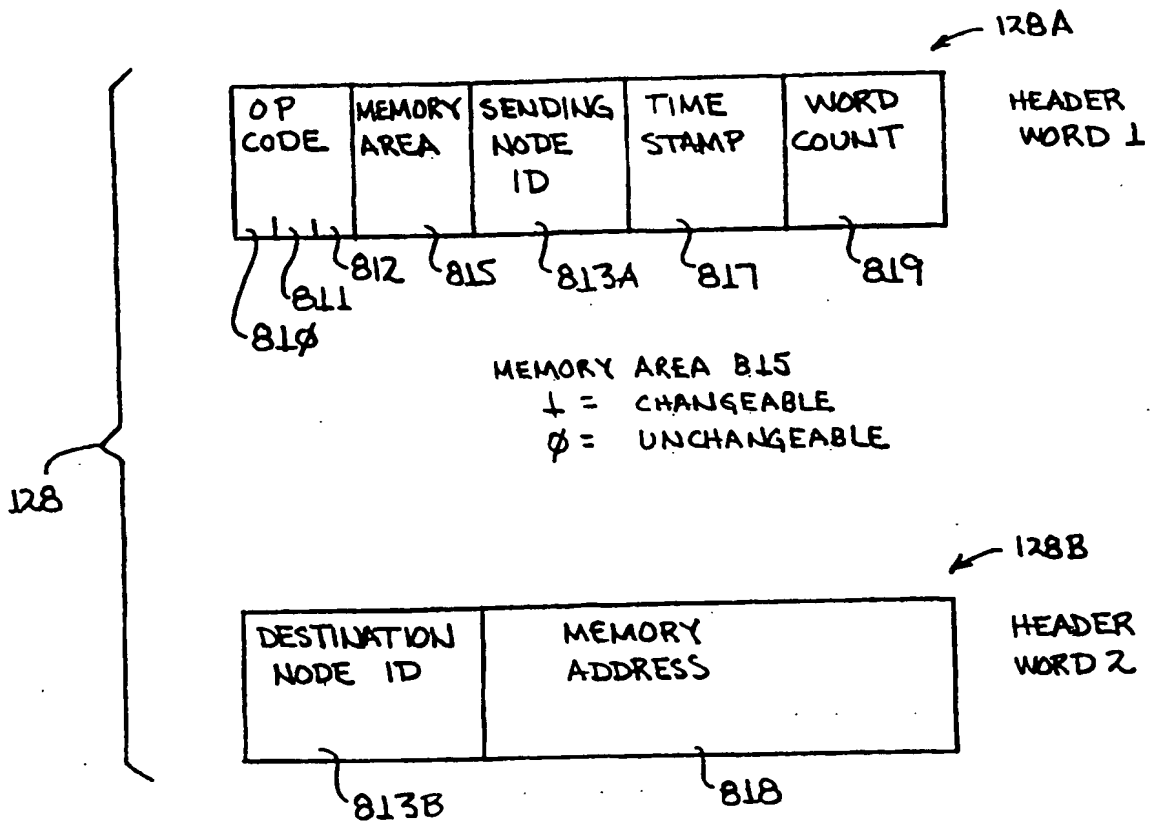 128A
OP CODE
MEMORY AREA
SENDING NODE ID
TIME STAMP
WORD COUNT
HEADER WORD 1
810
811
812
815
813A
817
819
MEMORY AREA 815
1 = CHANGEABLE
0 = UNCHANGEABLE
128
128B
DESTINATION NODE ID
MEMORY ADDRESS
HEADER WORD 2
813B
818